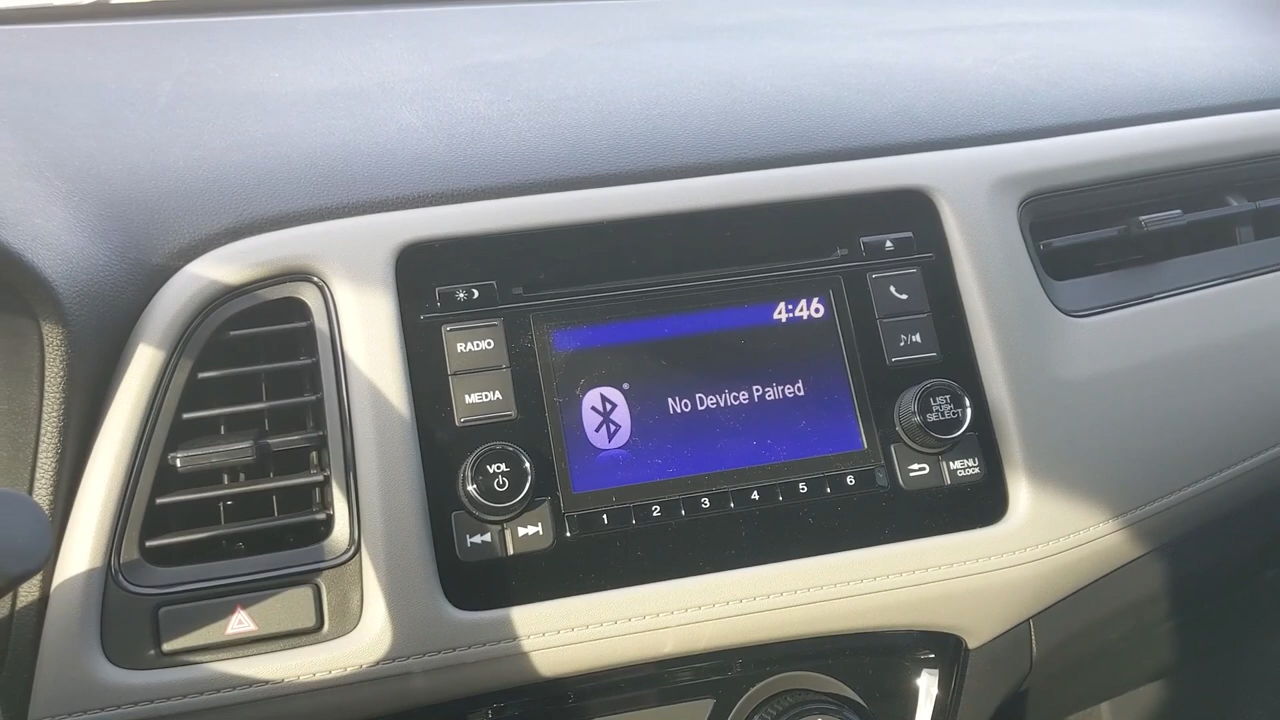 4:46
RADIO
MEDIA
No Device Paired
®
LIST
PUSH
SELECT
VOL
MENU
CLOCK
1 2 3 4 5 6